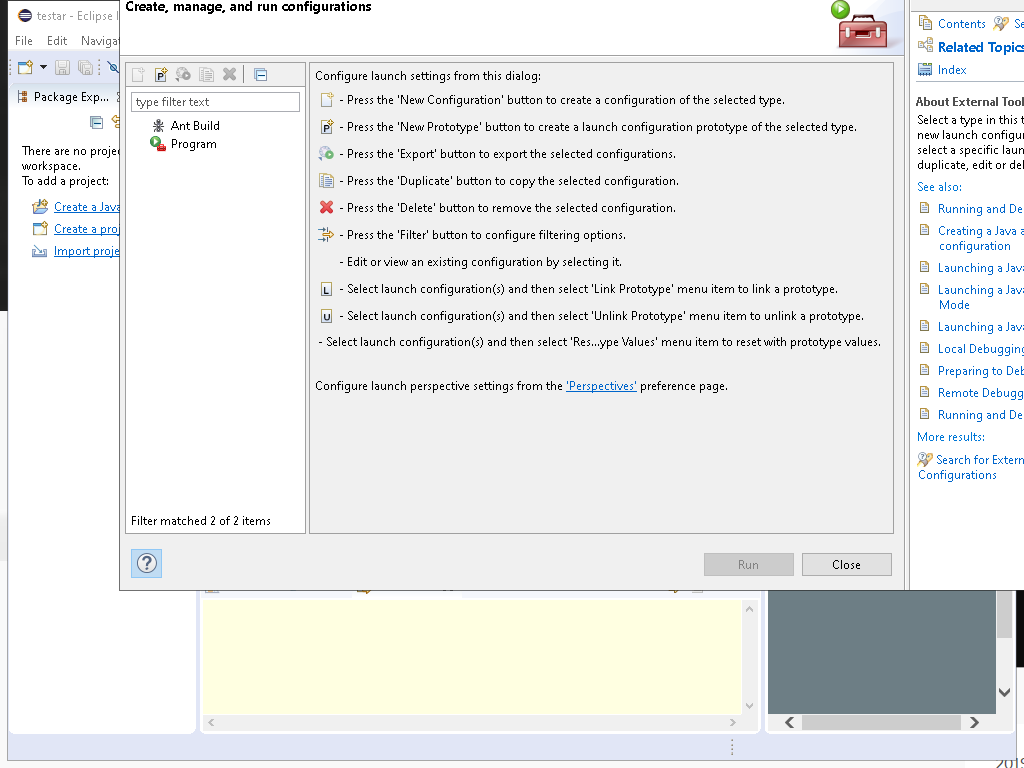 Create, manage, and run configurations
testar - Eclipse
File Edit
type filter text
Ant Build
Program
Filter matched 2 of 2 items
Configure launch settings from this dialog:
- Press the 'New Configuration' button to create a configuration of the selected type.
- Press the 'New Prototype' button to create a launch configuration prototype of the selected type.
- Press the 'Export' button to export the selected configurations.
- Press the 'Duplicate' button to copy the selected configuration.
- Press the 'Delete' button to remove the selected configuration.
- Press the 'Filter' button to configure filtering options.
- Edit or view an existing configuration by selecting it.
L - Select launch configuration(s) and then select 'Link Prototype' menu item to link a prototype.
U - Select launch configuration(s) and then select 'Unlink Prototype' menu item to unlink a prototype.
- Select launch configuration(s) and then select 'Res...ype Values' menu item to reset with prototype values.
Configure launch perspective settings from the 'Perspectives' preference page.
Run Close
Package Exp...
There are no proje
workspace.
To add a project:
Create a Java
Create a proj
Import proje
Contents Se
Related Topics
Index
About External Tool
Select a type in this t
new launch configur
select a specific laun
duplicate, edit or del
See also:
Running and De
Creating a Java a
configuration
Launching a Java
Launching a Java
Mode
Launching a Java
Local Debugging
Preparing to Deb
Remote Debugg
Running and De
More results:
Search for Extern
Configurations
2019